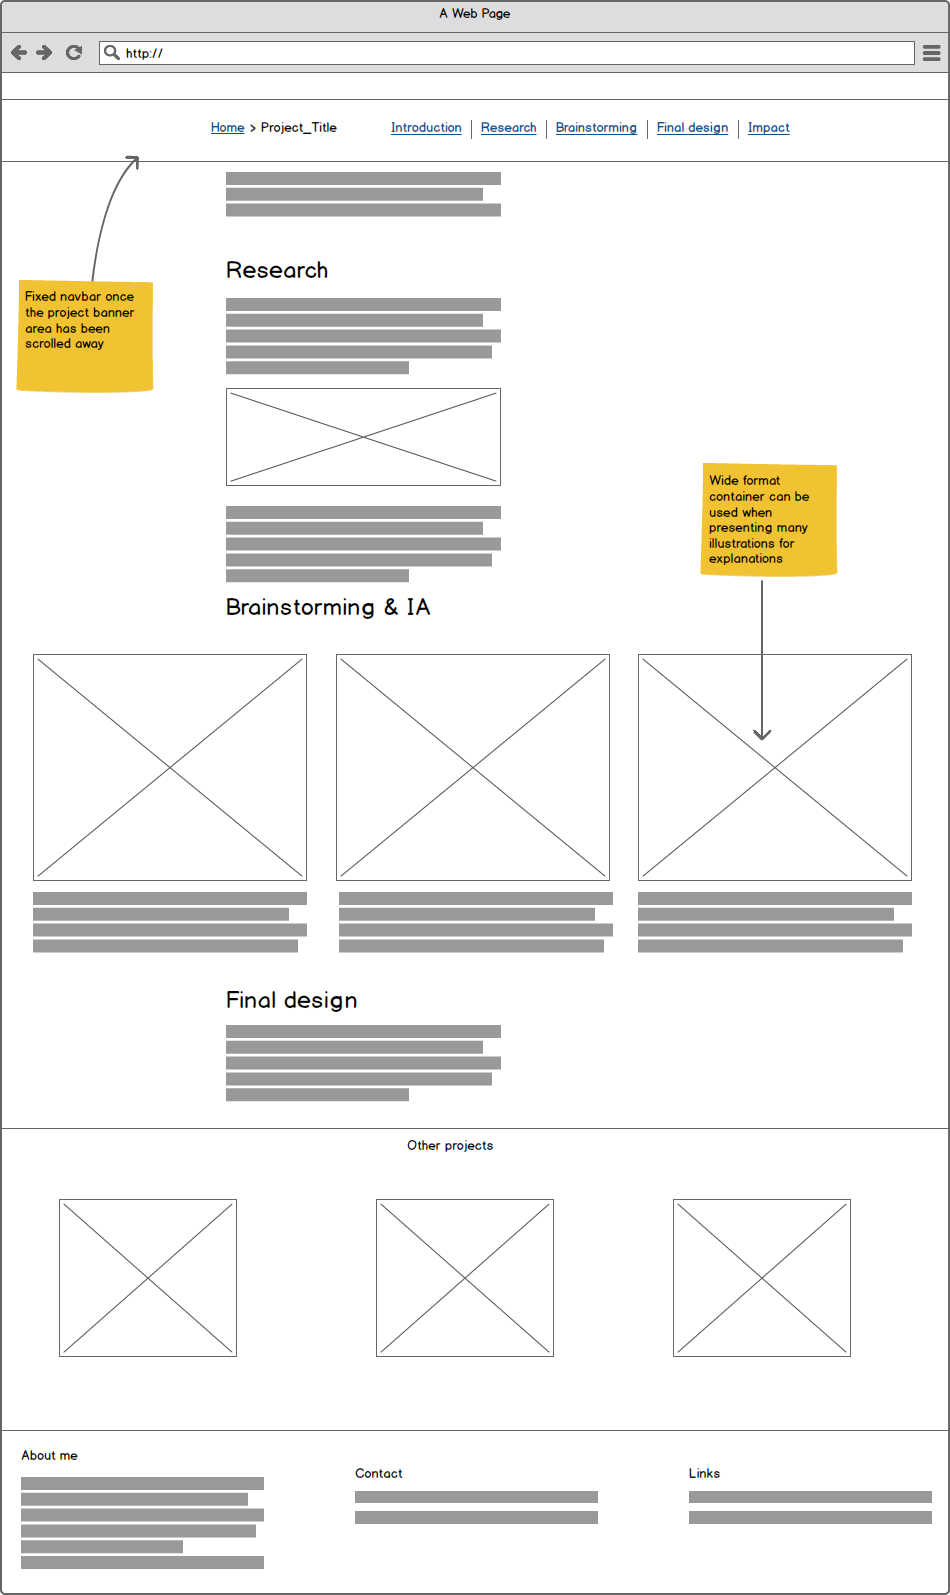 A Web Page
http://
Home > Project_Title
Introduction | Research | Brainstorming | Final design | Impact
Research
Fixed navbar once
the project banner
area has been
scrolled away
Wide format
container can be
used when
presenting many
illustrations for
explanations
Brainstorming & IA
Final design
Other projects
About me
Contact
Links